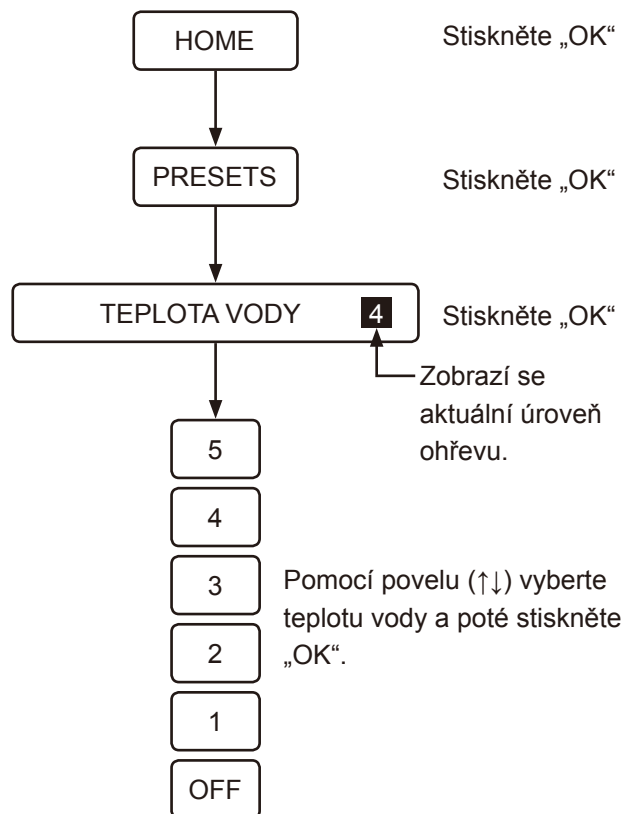 HOME
Stiskněte „OK“
PRESETS
Stiskněte „OK“
TEPLOTA VODY 4
Stiskněte „OK“
Zobrazí se
aktuální úroveň
ohřevu.
5
4
3
Pomocí povelu (↑↓) vyberte
teplotu vody a poté stiskněte
„OK“.
2
1
OFF